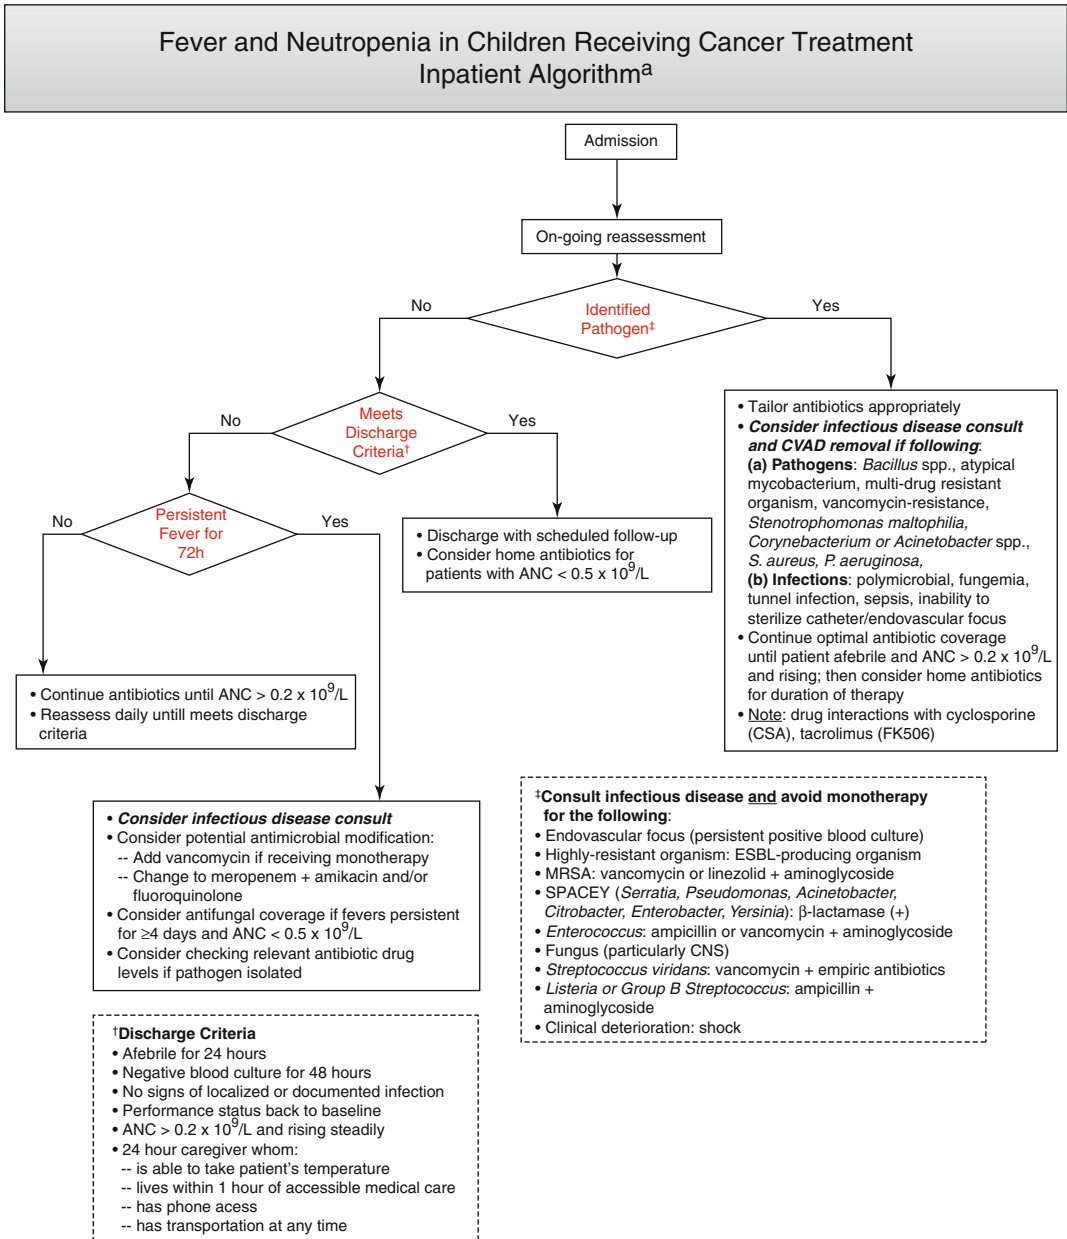 Fever and Neutropenia in Children Receiving Cancer Treatment
Inpatient Algorithmᵃ
Admission
On-going reassessment
Identified
Pathogen‡
No
Yes
Meets
Discharge
Criteria†
No
Yes
Persistent
Fever for
72h
No
Yes
• Tailor antibiotics appropriately
• Consider infectious disease consult
and CVAD removal if following:
(a) Pathogens: Bacillus spp., atypical
mycobacterium, multi-drug resistant
organism, vancomycin-resistance,
Stenotrophomonas maltophilia,
Corynebacterium or Acinetobacter spp.,
S. aureus, P. aeruginosa,
(b) Infections: polymicrobial, fungemia,
tunnel infection, sepsis, inability to
sterilize catheter/endovascular focus
• Continue optimal antibiotic coverage
until patient afebrile and ANC > 0.2 x 10⁹/L
and rising; then consider home antibiotics
for duration of therapy
• Note: drug interactions with cyclosporine
(CSA), tacrolimus (FK506)
• Discharge with scheduled follow-up
• Consider home antibiotics for
patients with ANC < 0.5 x 10⁹/L
• Continue antibiotics until ANC > 0.2 x 10⁹/L
• Reassess daily untill meets discharge
criteria
• Consider infectious disease consult
• Consider potential antimicrobial modification:
-- Add vancomycin if receiving monotherapy
-- Change to meropenem + amikacin and/or
fluoroquinolone
• Consider antifungal coverage if fevers persistent
for ≥4 days and ANC < 0.5 x 10⁹/L
• Consider checking relevant antibiotic drug
levels if pathogen isolated
‡Consult infectious disease and avoid monotherapy
for the following:
• Endovascular focus (persistent positive blood culture)
• Highly-resistant organism: ESBL-producing organism
• MRSA: vancomycin or linezolid + aminoglycoside
• SPACEY (Serratia, Pseudomonas, Acinetobacter,
Citrobacter, Enterobacter, Yersinia): β-lactamase (+)
• Enterococcus: ampicillin or vancomycin + aminoglycoside
• Fungus (particularly CNS)
• Streptococcus viridans: vancomycin + empiric antibiotics
• Listeria or Group B Streptococcus: ampicillin +
aminoglycoside
• Clinical deterioration: shock
†Discharge Criteria
• Afebrile for 24 hours
• Negative blood culture for 48 hours
• No signs of localized or documented infection
• Performance status back to baseline
• ANC > 0.2 x 10⁹/L and rising steadily
• 24 hour caregiver whom:
-- is able to take patient's temperature
-- lives within 1 hour of accessible medical care
-- has phone acess
-- has transportation at any time